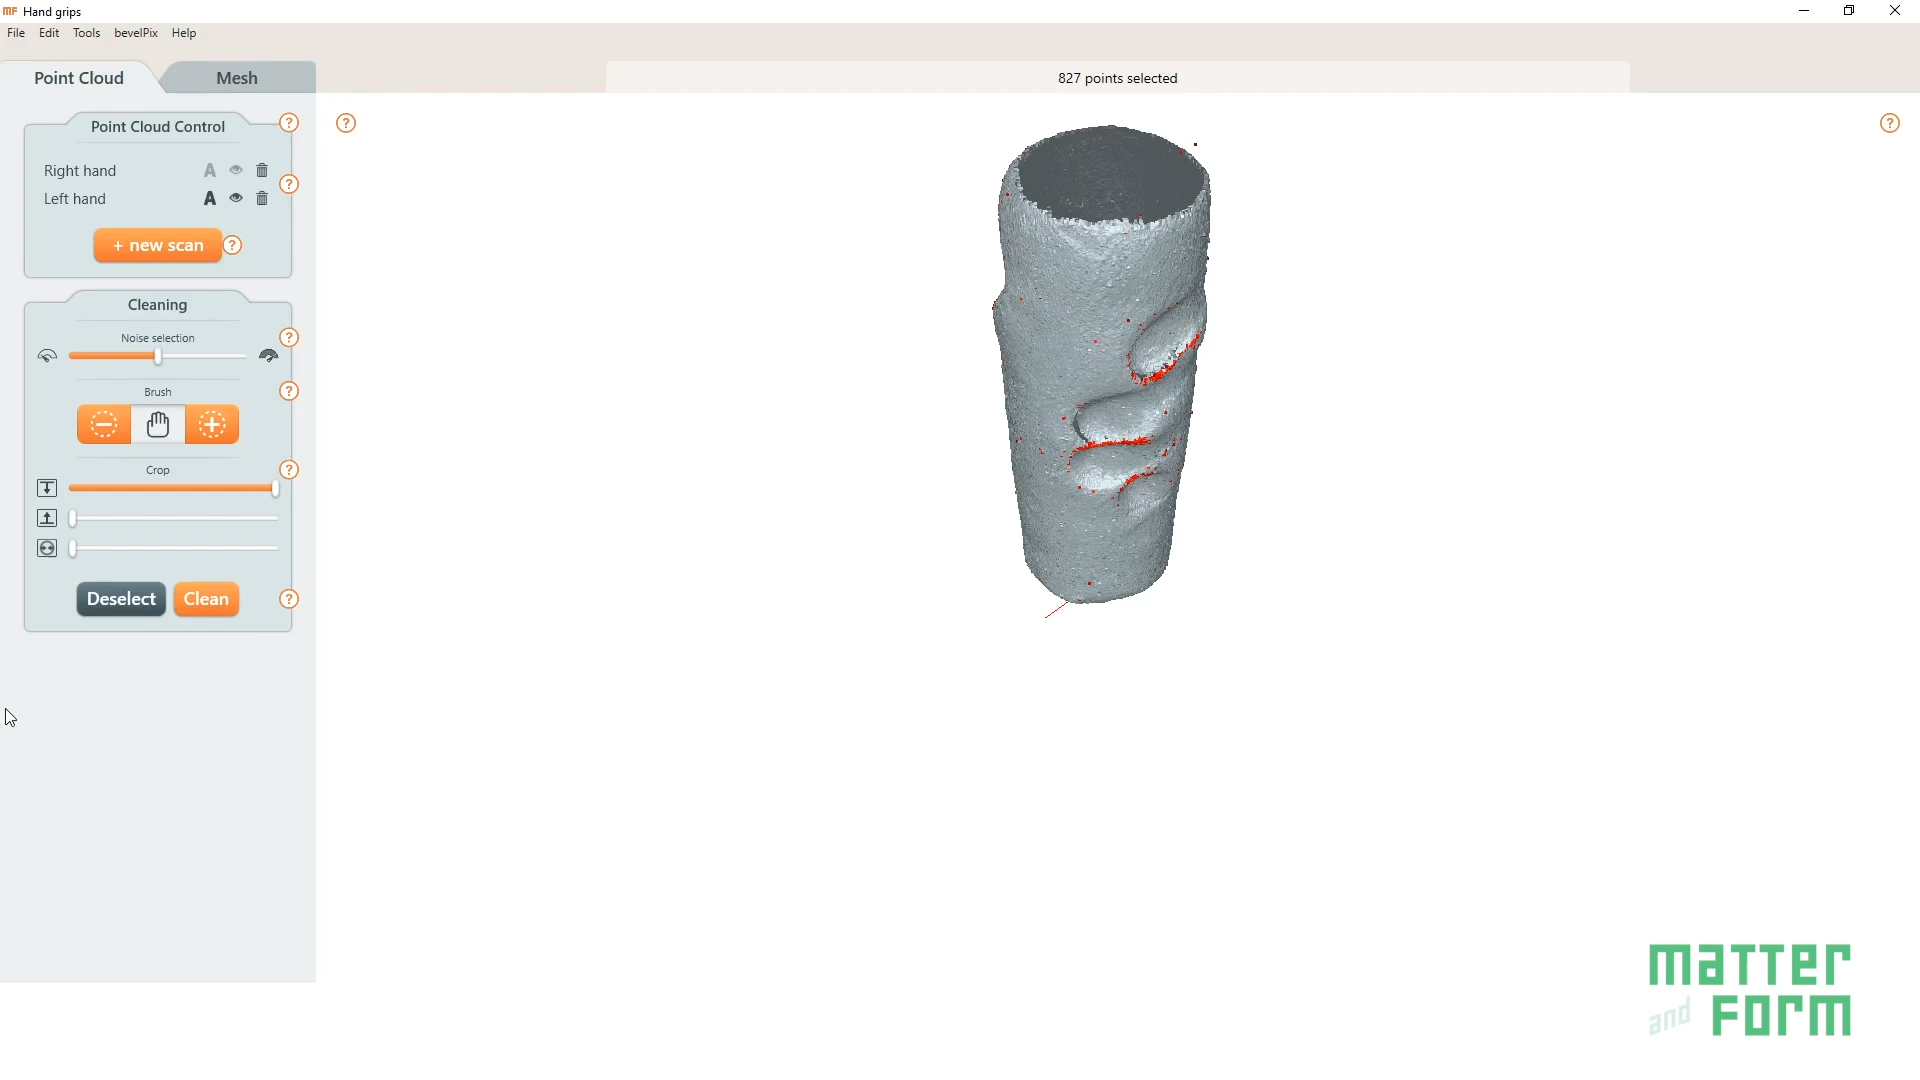 MF Hand grips
File Edit Tools bevelPix Help
Point Cloud Mesh
827 points selected
Point Cloud Control ?
? ?
Right hand A
Left hand A ?
+ new scan ?
Cleaning
Noise selection ?
Brush ?
Crop ?
Deselect Clean ?
matter
and Form